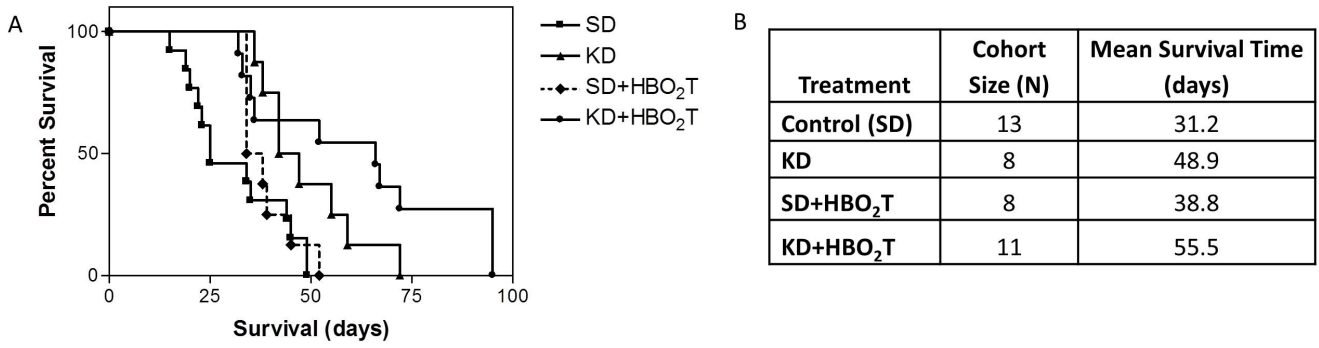 A
Percent Survival
100
50
0
0 25 50 75 100
Survival (days)
SD
KD
SD+HBO₂T
KD+HBO₂T
B
Treatment Cohort Size (N) Mean Survival Time (days)
Control (SD) 13 31.2
KD 8 48.9
SD+HBO₂T 8 38.8
KD+HBO₂T 11 55.5